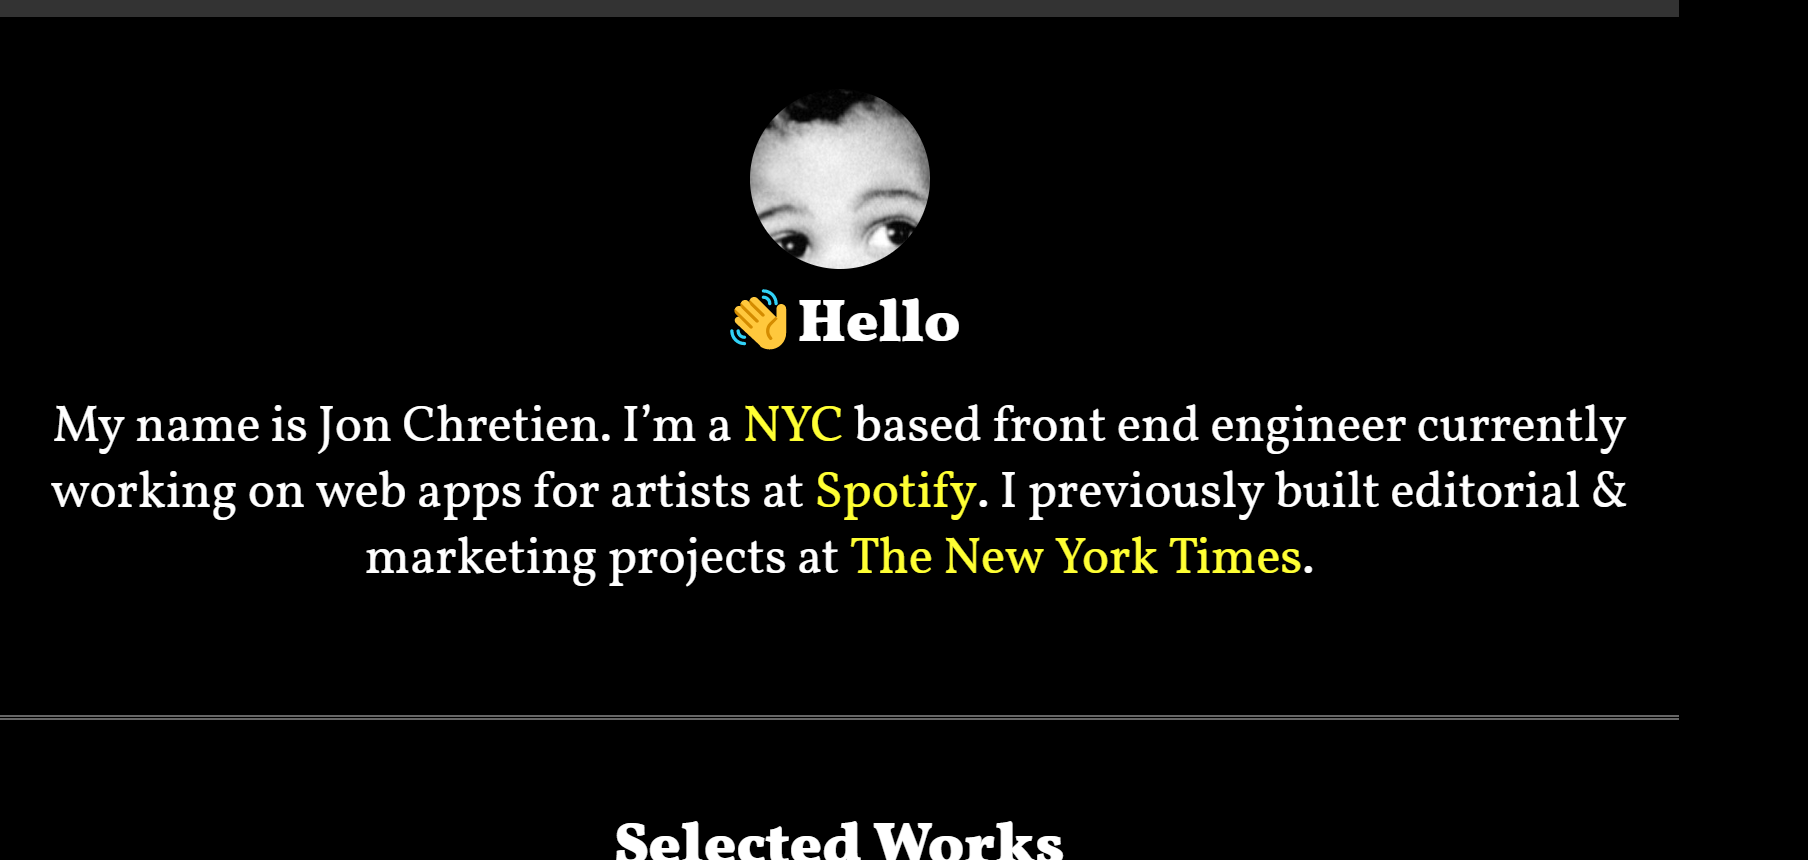 👋 Hello
My name is Jon Chretien. I’m a NYC based front end engineer currently
working on web apps for artists at Spotify. I previously built editorial &
marketing projects at The New York Times.
Selected Works